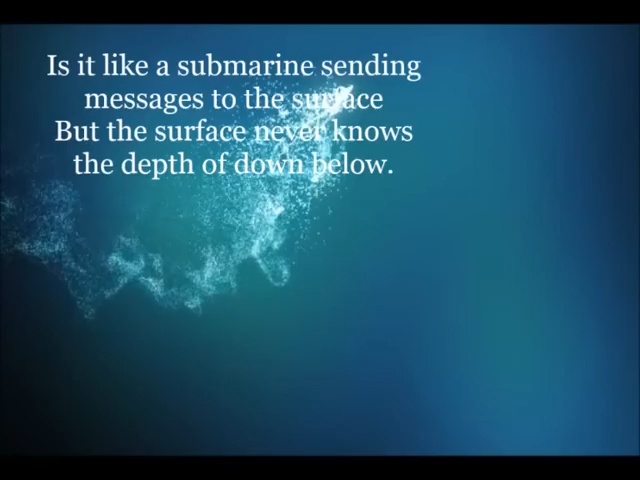 Is it like a submarine sending
messages to the surface
But the surface never knows
the depth of down below.